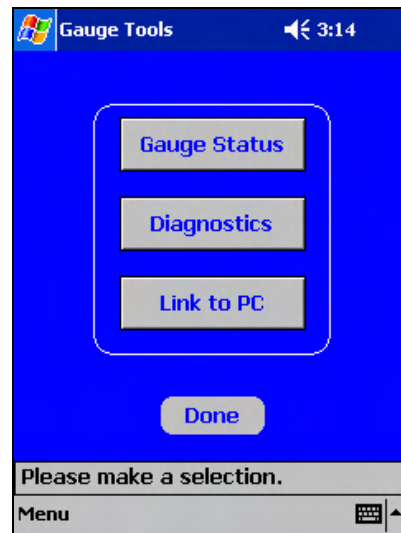 Gauge Tools 3:14
Gauge Status
Diagnostics
Link to PC
Done
Please make a selection.
Menu